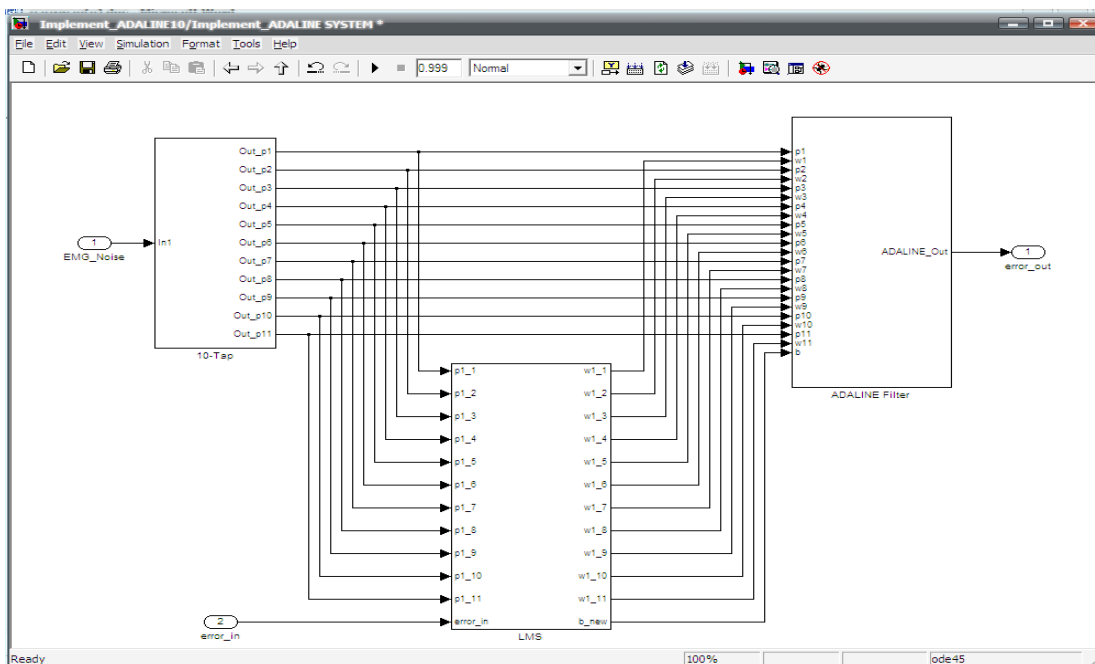 Implement_ADALINE10/Implement_ADALINE SYSTEM *
File Edit View Simulation Format Tools Help
0.999 Normal
1
EMG_Noise
In1
Out_p1
Out_p2
Out_p3
Out_p4
Out_p5
Out_p6
Out_p7
Out_p8
Out_p9
Out_p10
Out_p11
10-Tap
p1
w1
p2
w2
p3
w3
p4
w4
p5
w5
p6
w6
p7
w7
p8
w8
p9
w9
p10
w10
p11
w11
b
ADALINE_Out
ADALINE Filter
1
error_out
p1_1
p1_2
p1_3
p1_4
p1_5
p1_6
p1_7
p1_8
p1_9
p1_10
p1_11
error_in
w1_1
w1_2
w1_3
w1_4
w1_5
w1_6
w1_7
w1_8
w1_9
w1_10
w1_11
b_new
LMS
2
error_in
Ready 100% ode45